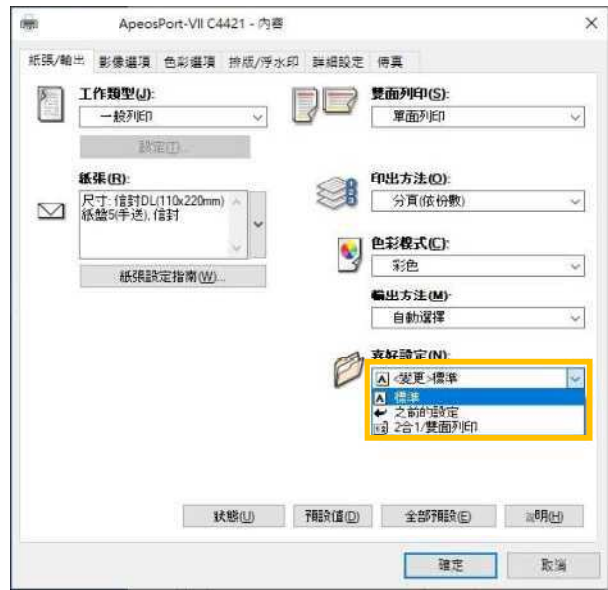 ApeosPort-VII C4421 - 內容
紙張/輸出 影像選項 色彩選項 排版/浮水印 詳細設定 傳真
工作類型(J):
一般列印
設定(T)...
紙張(R):
尺寸: 信封DL(110x220mm)
紙盤5(手送), 信封
紙張設定指南(W)...
雙面列印(S):
單面列印
印出方法(O):
分頁(依份數)
色彩模式(C):
彩色
輸出方法(M):
自動選擇
喜好設定(N):
<變更>標準
標準
之前的設定
2合1/雙面列印
狀態(U) 預設值(D) 全部預設(E) 說明(H)
確定 取消